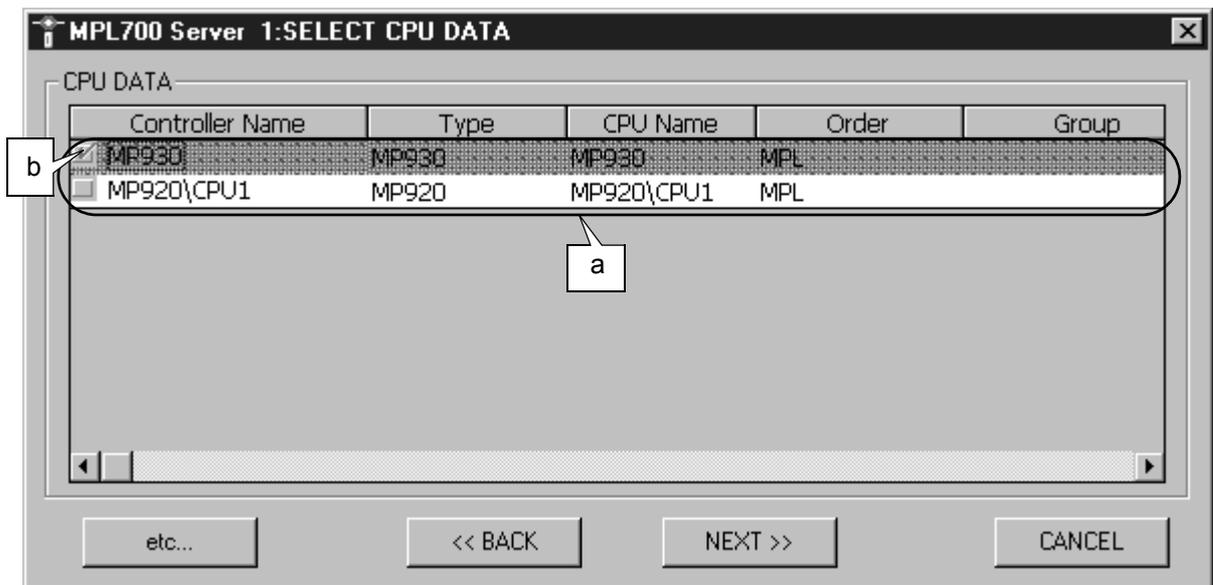 MPL700 Server 1:SELECT CPU DATA
CPU DATA
Controller Name Type CPU Name Order Group
b
MP930 MP930 MP930 MPL
MP920\CPU1 MP920 MP920\CPU1 MPL
a
etc... << BACK NEXT >> CANCEL